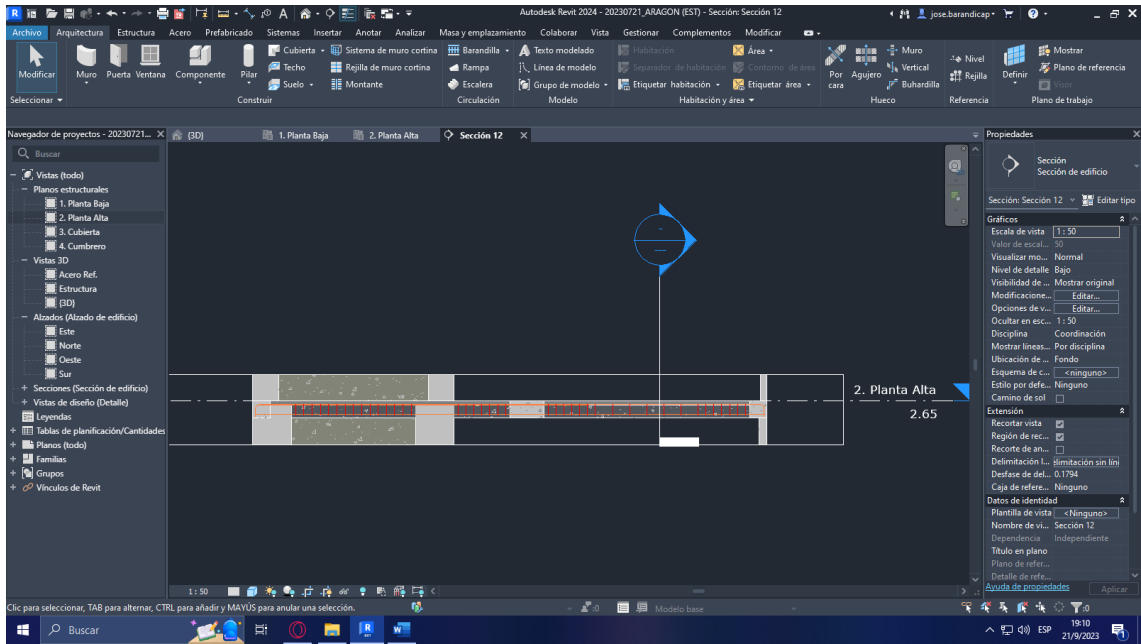 Autodesk Revit 2024 - 20230721_ARAGON (EST) - Sección: Sección 12
jose.barandicap
Archivo Arquitectura Estructura Acero Prefabricado Sistemas Insertar Anotar Analizar Masa y emplazamiento Colaborar Vista Gestionar Complementos Modificar
Cubierta Sistema de muro cortina Barandilla Texto modelado Habitación Área Muro Mostrar
Techo Rejilla de muro cortina Rampa Línea de modelo Separador de habitación Contorno de área Vertical Nivel Plano de referencia
Modificar Muro Puerta Ventana Componente Pilar Suelo Montante Escalera Grupo de modelo Etiquetar habitación Etiquetar área Por cara Agujero Buhardilla Rejilla Definir Visor
Seleccionar Construir Circulación Modelo Habitación y área Hueco Referencia Plano de trabajo
Navegador de proyectos - 20230721...
{3D} 1. Planta Baja 2. Planta Alta Sección 12
Buscar
Vistas (todo)
Planos estructurales
1. Planta Baja
2. Planta Alta
3. Cubierta
4. Cumbrero
Vistas 3D
Acero Ref.
Estructura
{3D}
Alzados (Alzado de edificio)
Este
Norte
Oeste
Sur
Secciones (Sección de edificio)
Vistas de diseño (Detalle)
Leyendas
Tablas de planificación/Cantidades
Planos (todo)
Familias
Grupos
Vínculos de Revit
2. Planta Alta
2.65
Propiedades
Sección
Sección de edificio
Sección: Sección 12 Editar tipo
Gráficos
Escala de vista 1 : 50
Valor de escal... 50
Visualizar mo... Normal
Nivel de detalle Bajo
Visibilidad de ... Mostrar original
Modificacione... Editar...
Opciones de v... Editar...
Ocultar en esc... 1 : 50
Disciplina Coordinación
Mostrar líneas... Por disciplina
Ubicación de ... Fondo
Esquema de c... <ninguno>
Estilo por defe... Ninguno
Camino de sol
Extensión
Recortar vista
Región de rec...
Recorte de an...
Delimitación l... elimitación sin líni
Desfase de del... 0.1794
Caja de refere... Ninguno
Datos de identidad
Plantilla de vista <Ninguno>
Nombre de vi... Sección 12
Dependencia Independiente
Título en plano
Plano de refer...
Detalle de refe...
Ayuda de propiedades Aplicar
1 : 50
Clic para seleccionar, TAB para alternar, CTRL para añadir y MAYÚS para anular una selección. :0 Modelo base :0
Buscar ESP 19:10
21/9/2023